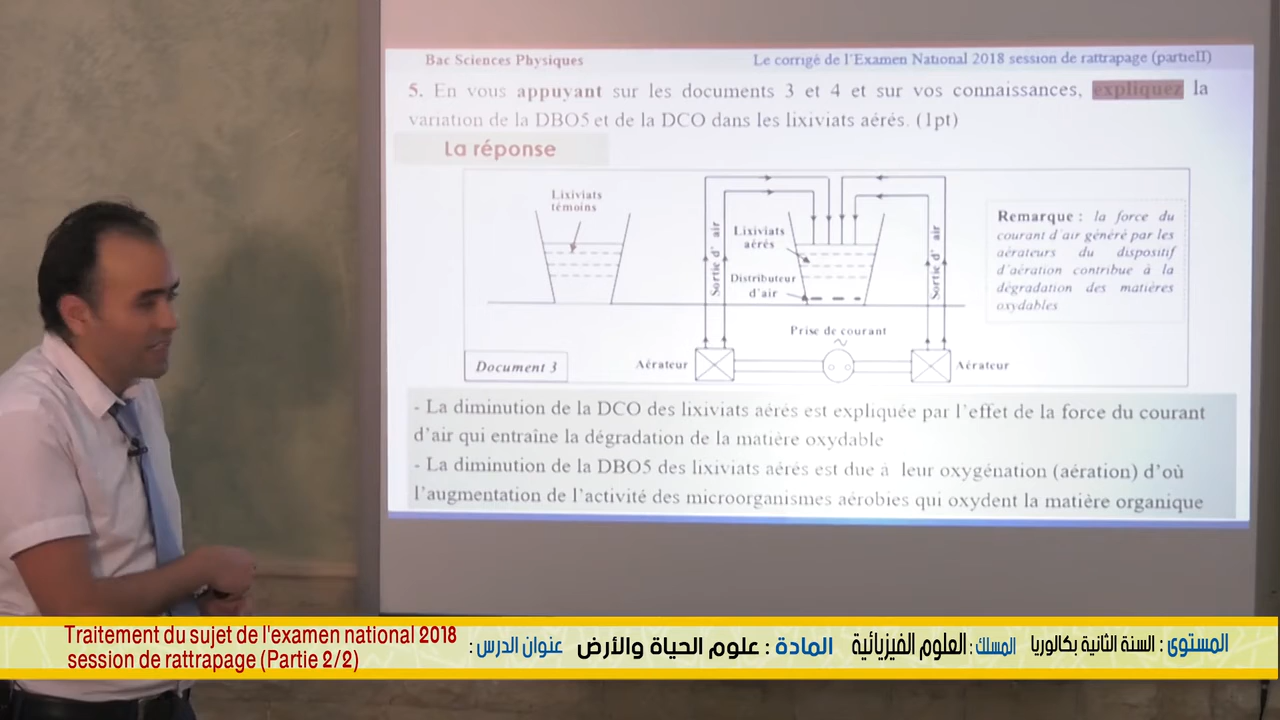 Bac Sciences Physiques
Le corrigé de l'Examen National 2018 session de rattrapage (partieII)
5. En vous appuyant sur les documents 3 et 4 et sur vos connaissances, expliquez la
variation de la DBO5 et de la DCO dans les lixiviats aérés. (1pt)
La réponse
Lixiviats
témoins
Sortie d' air
Lixiviats
aérés
Distributeur
d'air
Sortie d' air
Prise de courant
Aérateur
Aérateur
Document 3
Remarque : la force du
courant d'air généré par les
aérateurs du dispositif
d'aération contribue à la
dégradation des matières
oxydables
- La diminution de la DCO des lixiviats aérés est expliquée par l'effet de la force du courant
d'air qui entraîne la dégradation de la matière oxydable
- La diminution de la DBO5 des lixiviats aérés est due à leur oxygénation (aération) d'où
l'augmentation de l'activité des microorganismes aérobies qui oxydent la matière organique
المستوى : السنة الثانية بكالوريا المسلك : العلوم الفيزيائية المادة : علوم الحياة والأرض عنوان الدرس :
Traitement du sujet de l'examen national 2018
session de rattrapage (Partie 2/2)